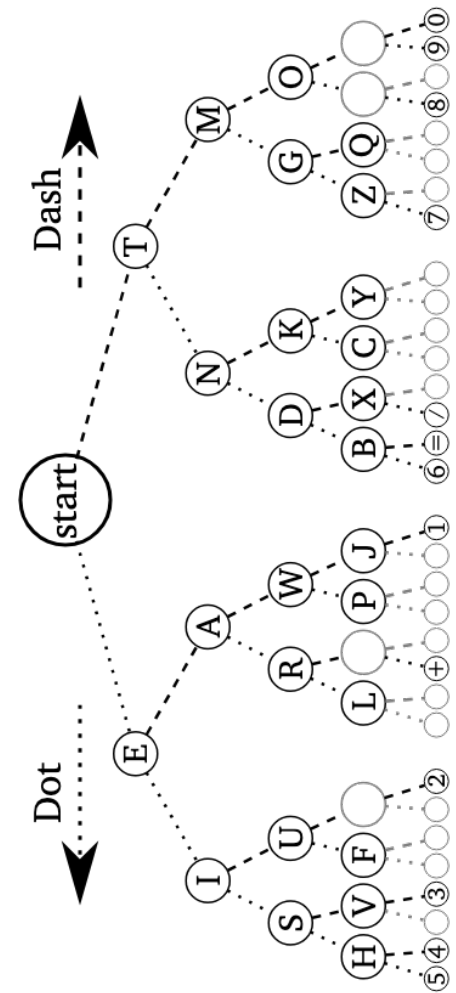 Dot Dash
start
E T
I A N M
S U R W D K G O
H V F L P J B X C Y Z Q
5 4 3 2 + 1 6 = / 7 8 9 0